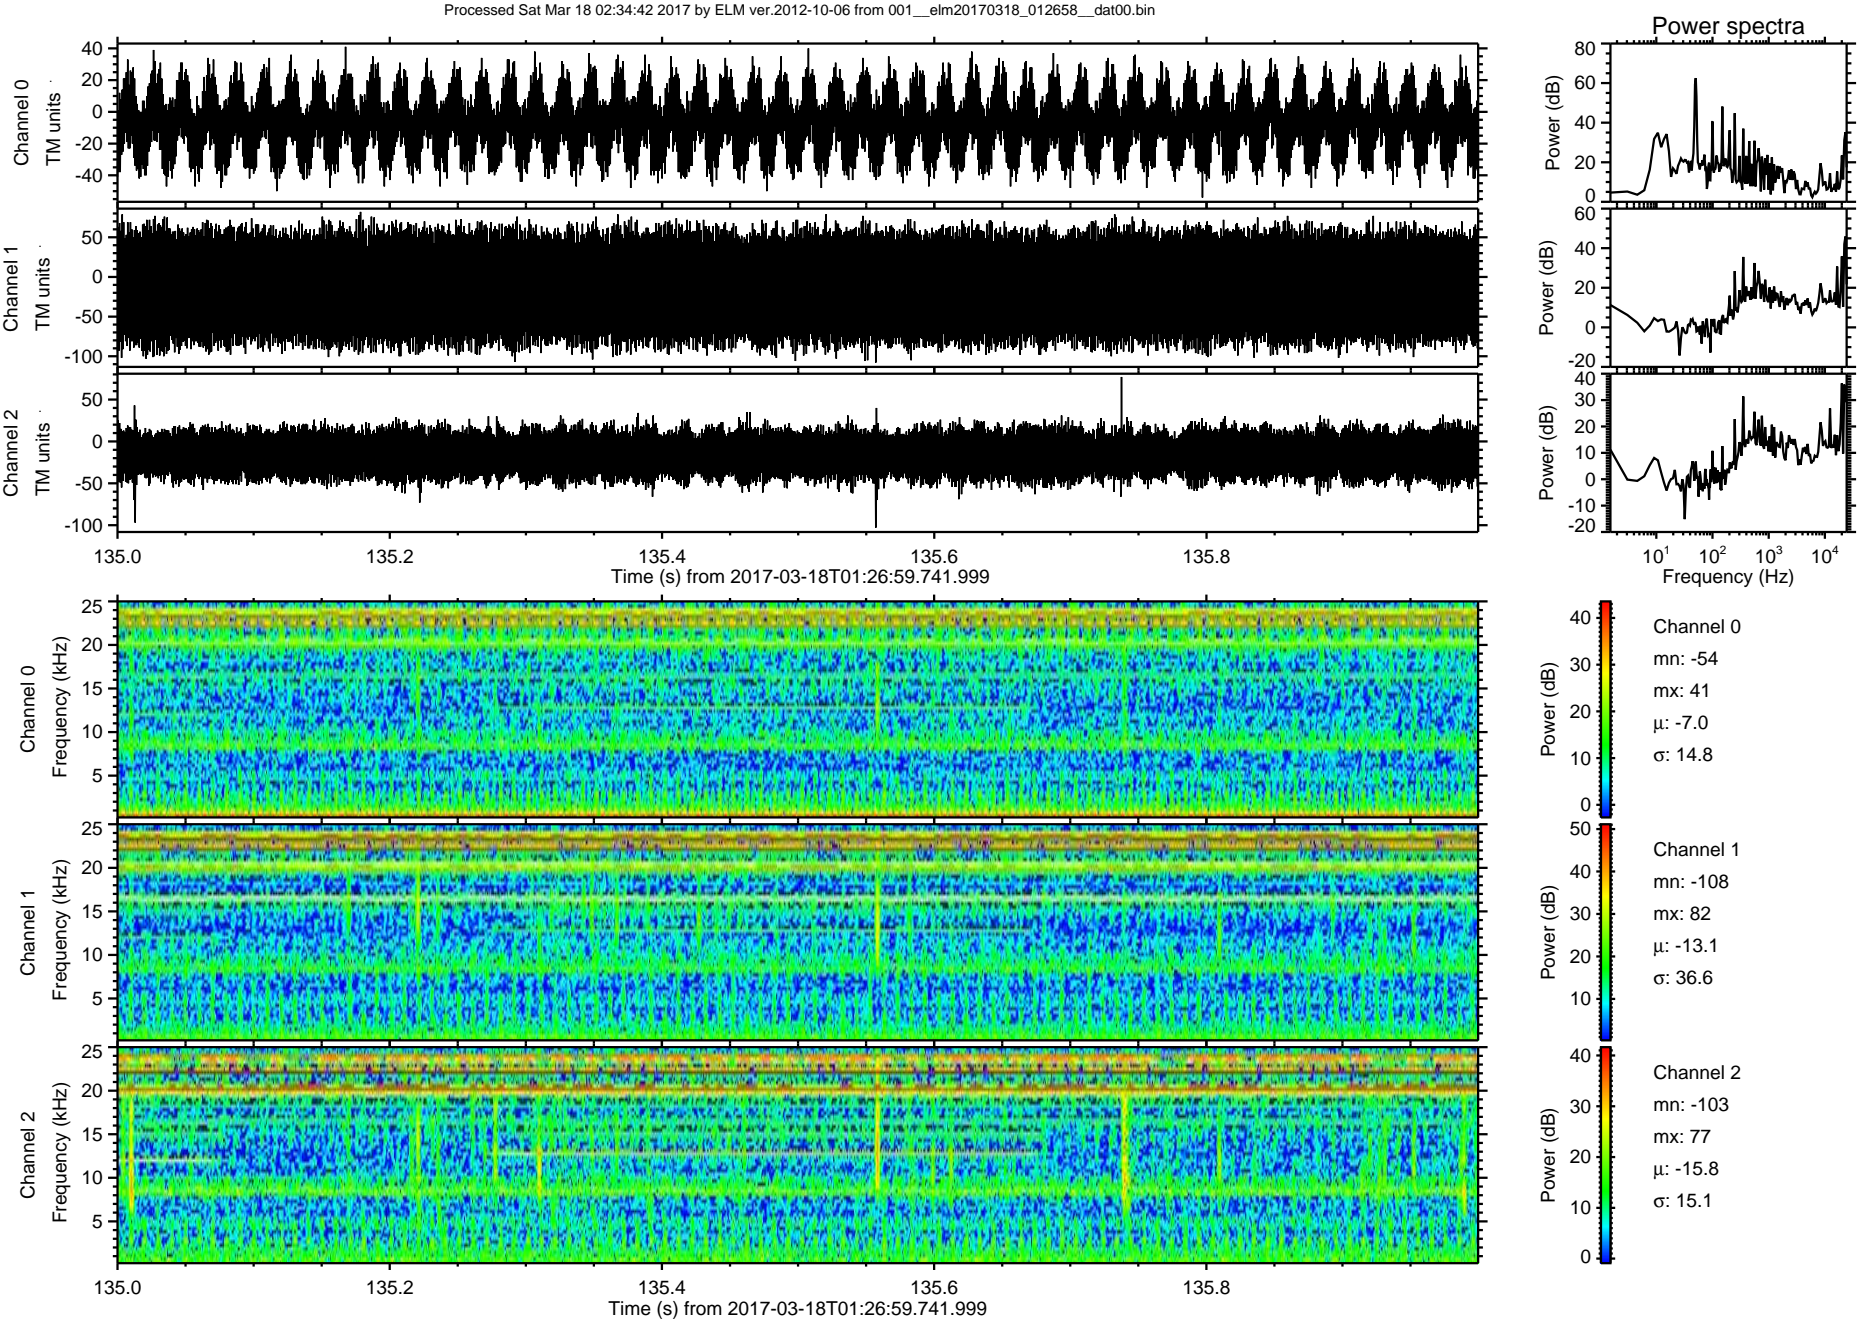 Processed Sat Mar 18 02:34:42 2017 by ELM ver.2012-10-06 from 001__elm20170318_012658__dat00.bin
Power spectra
Channel 0
TM units
40
20
0
-20
-40
Power (dB)
80
60
40
20
0
Channel 1
TM units
50
0
-50
-100
Power (dB)
60
40
20
0
-20
Channel 2
TM units
50
0
-50
-100
Power (dB)
40
30
20
10
0
-10
-20
135.0 135.2 135.4 135.6 135.8
Time (s) from 2017-03-18T01:26:59.741.999
10^1 10^2 10^3 10^4
Frequency (Hz)
Channel 0
Frequency (kHz)
25
20
15
10
5
Power (dB)
40
30
20
10
0
Channel 0
mn: -54
mx: 41
μ: -7.0
σ: 14.8
Channel 1
Frequency (kHz)
25
20
15
10
5
Power (dB)
50
40
30
20
10
Channel 1
mn: -108
mx: 82
μ: -13.1
σ: 36.6
Channel 2
Frequency (kHz)
25
20
15
10
5
Power (dB)
40
30
20
10
0
Channel 2
mn: -103
mx: 77
μ: -15.8
σ: 15.1
135.0 135.2 135.4 135.6 135.8
Time (s) from 2017-03-18T01:26:59.741.999